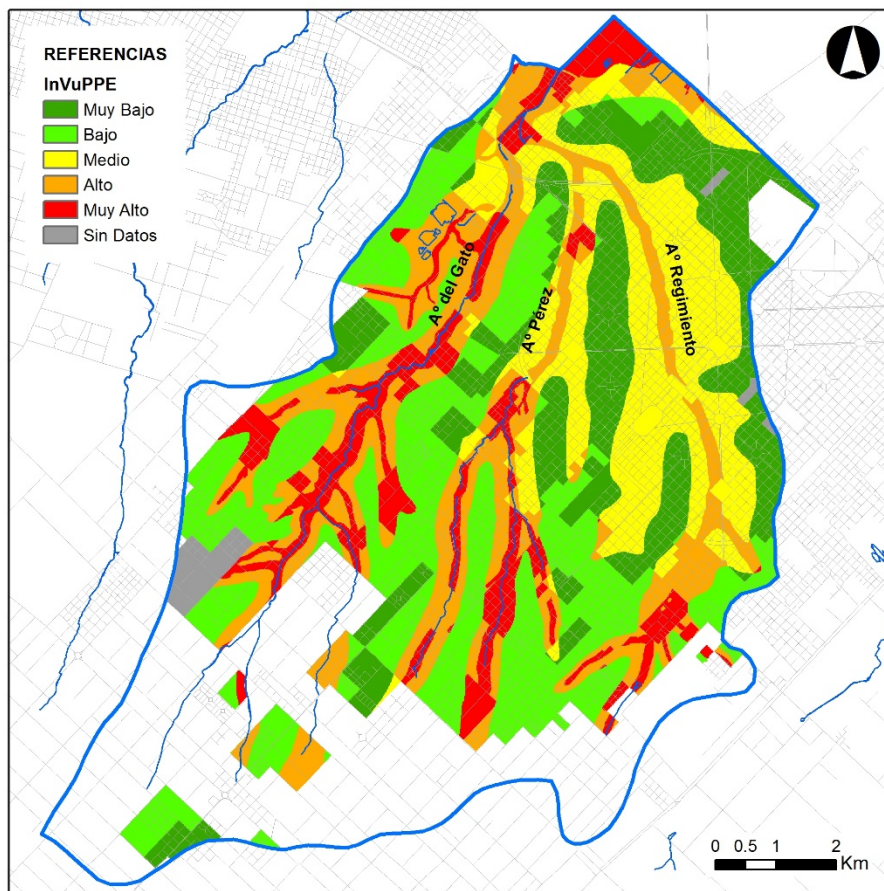 REFERENCIAS
InVuPPE
Muy Bajo
Bajo
Medio
Alto
Muy Alto
Sin Datos
Aº del Gato
Aº Pérez
Aº Regimiento
0 0.5 1 2
Km